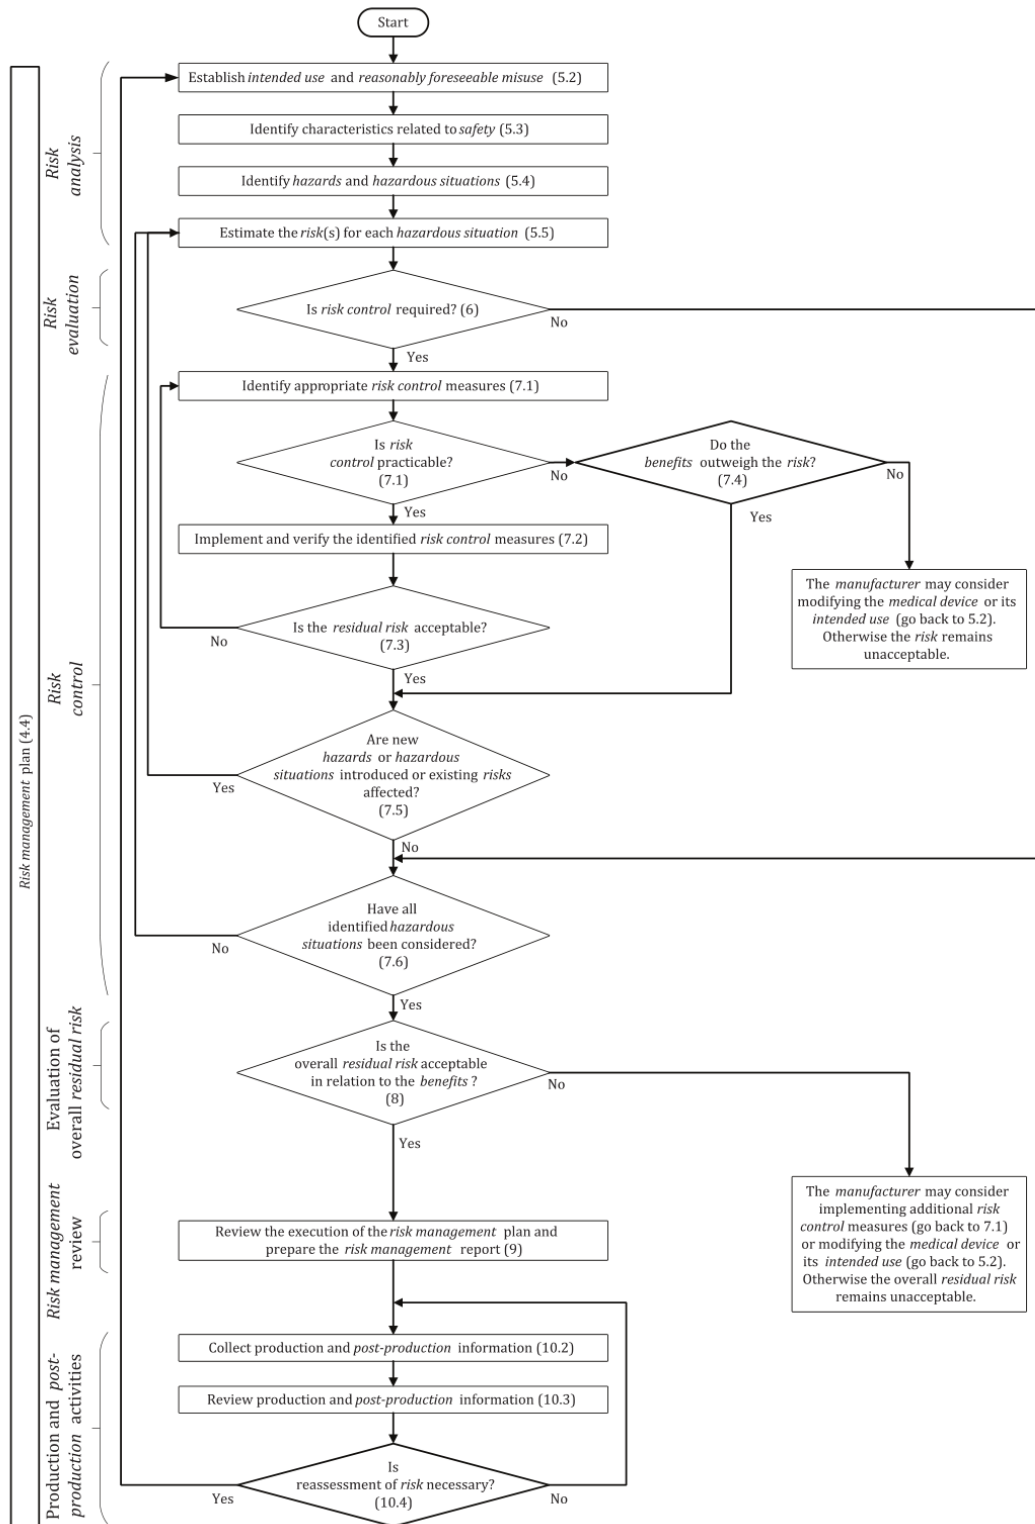 Start
Establish intended use and reasonably foreseeable misuse (5.2)
Identify characteristics related to safety (5.3)
Identify hazards and hazardous situations (5.4)
Estimate the risk(s) for each hazardous situation (5.5)
Risk
analysis
Is risk control required? (6)
No
Yes
Risk
evaluation
Identify appropriate risk control measures (7.1)
Is risk
control practicable?
(7.1)
No
Yes
Do the
benefits outweigh the risk?
(7.4)
No
Yes
Implement and verify the identified risk control measures (7.2)
The manufacturer may consider
modifying the medical device or its
intended use (go back to 5.2).
Otherwise the risk remains
unacceptable.
Is the residual risk acceptable?
(7.3)
No
Yes
Risk
control
Are new
hazards or hazardous
situations introduced or existing risks
affected?
(7.5)
Yes
No
Risk management plan (4.4)
Have all
identified hazardous
situations been considered?
(7.6)
No
Yes
Evaluation of
overall residual risk
Is the
overall residual risk acceptable
in relation to the benefits ?
(8)
No
Yes
Risk management
review
Review the execution of the risk management plan and
prepare the risk management report (9)
The manufacturer may consider
implementing additional risk
control measures (go back to 7.1)
or modifying the medical device or
its intended use (go back to 5.2).
Otherwise the overall residual risk
remains unacceptable.
Production and post-
production activities
Collect production and post-production information (10.2)
Review production and post-production information (10.3)
Is
reassessment of risk necessary?
(10.4)
Yes
No